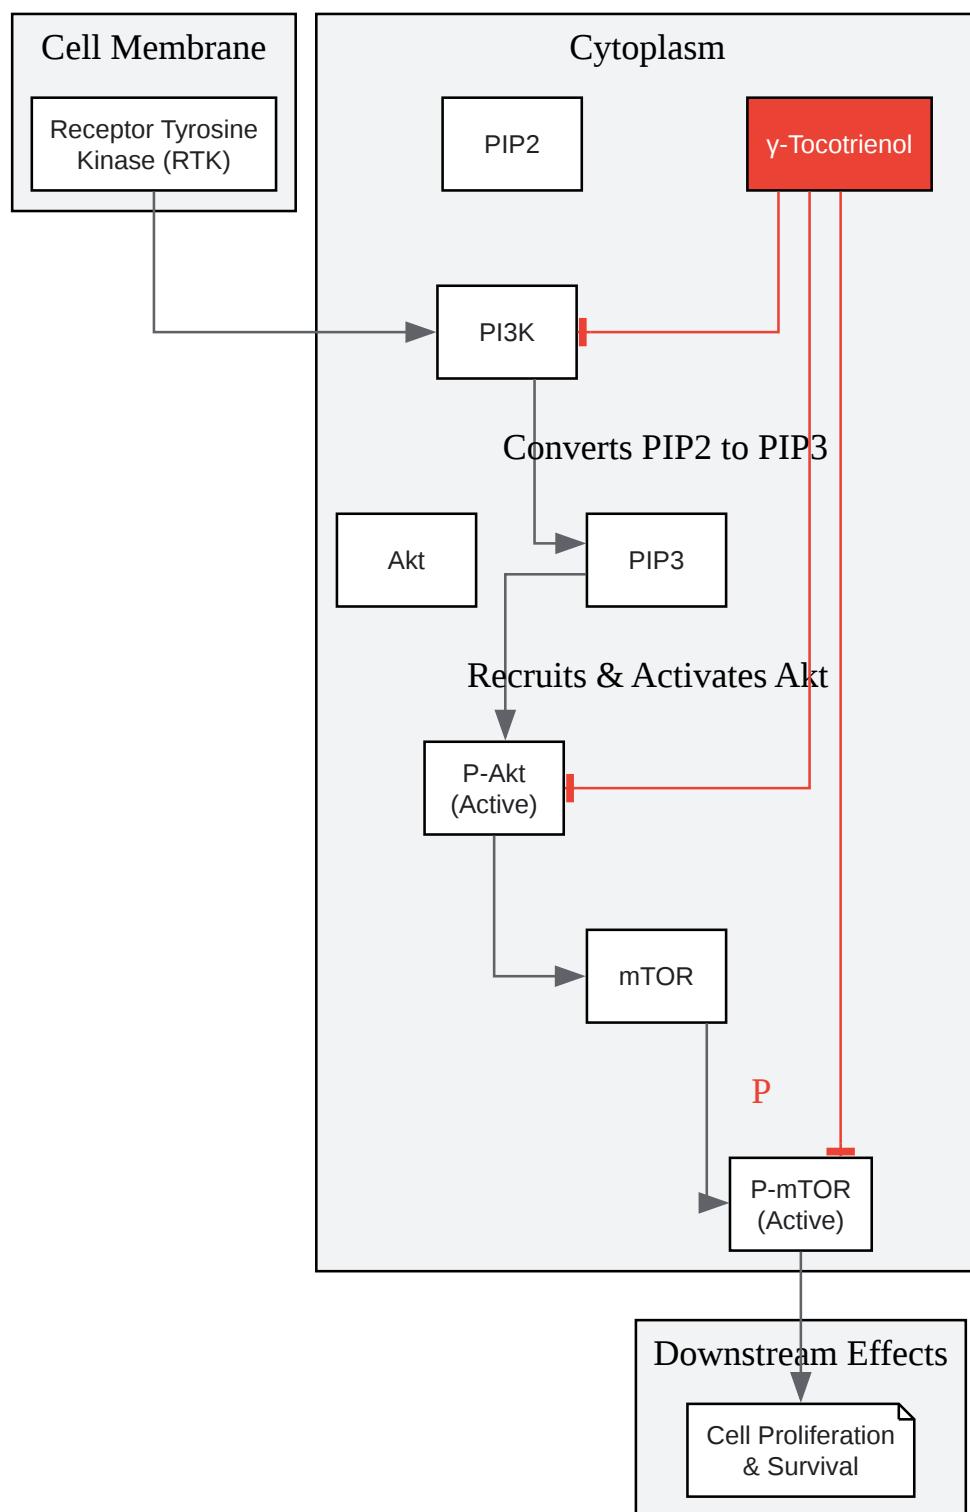 Cell Membrane
Receptor Tyrosine
Kinase (RTK)
Cytoplasm
PIP2
γ-Tocotrienol
PI3K
Converts PIP2 to PIP3
Akt
PIP3
Recruits & Activates Akt
P-Akt
(Active)
mTOR
P
P-mTOR
(Active)
Downstream Effects
Cell Proliferation
& Survival